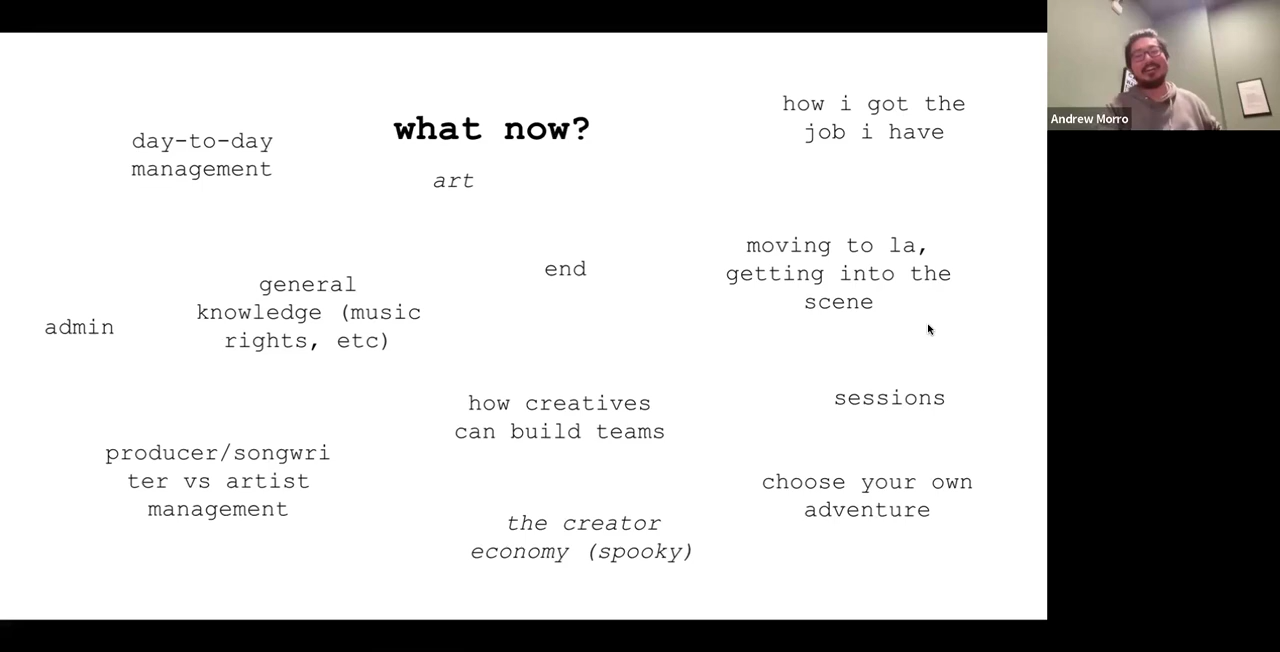 what now?
how i got the
job i have
day-to-day
management
art
moving to la,
getting into the
scene
end
general
knowledge (music
rights, etc)
admin
sessions
how creatives
can build teams
producer/songwri
ter vs artist
management
choose your own
adventure
the creator
economy (spooky)
Andrew Morro